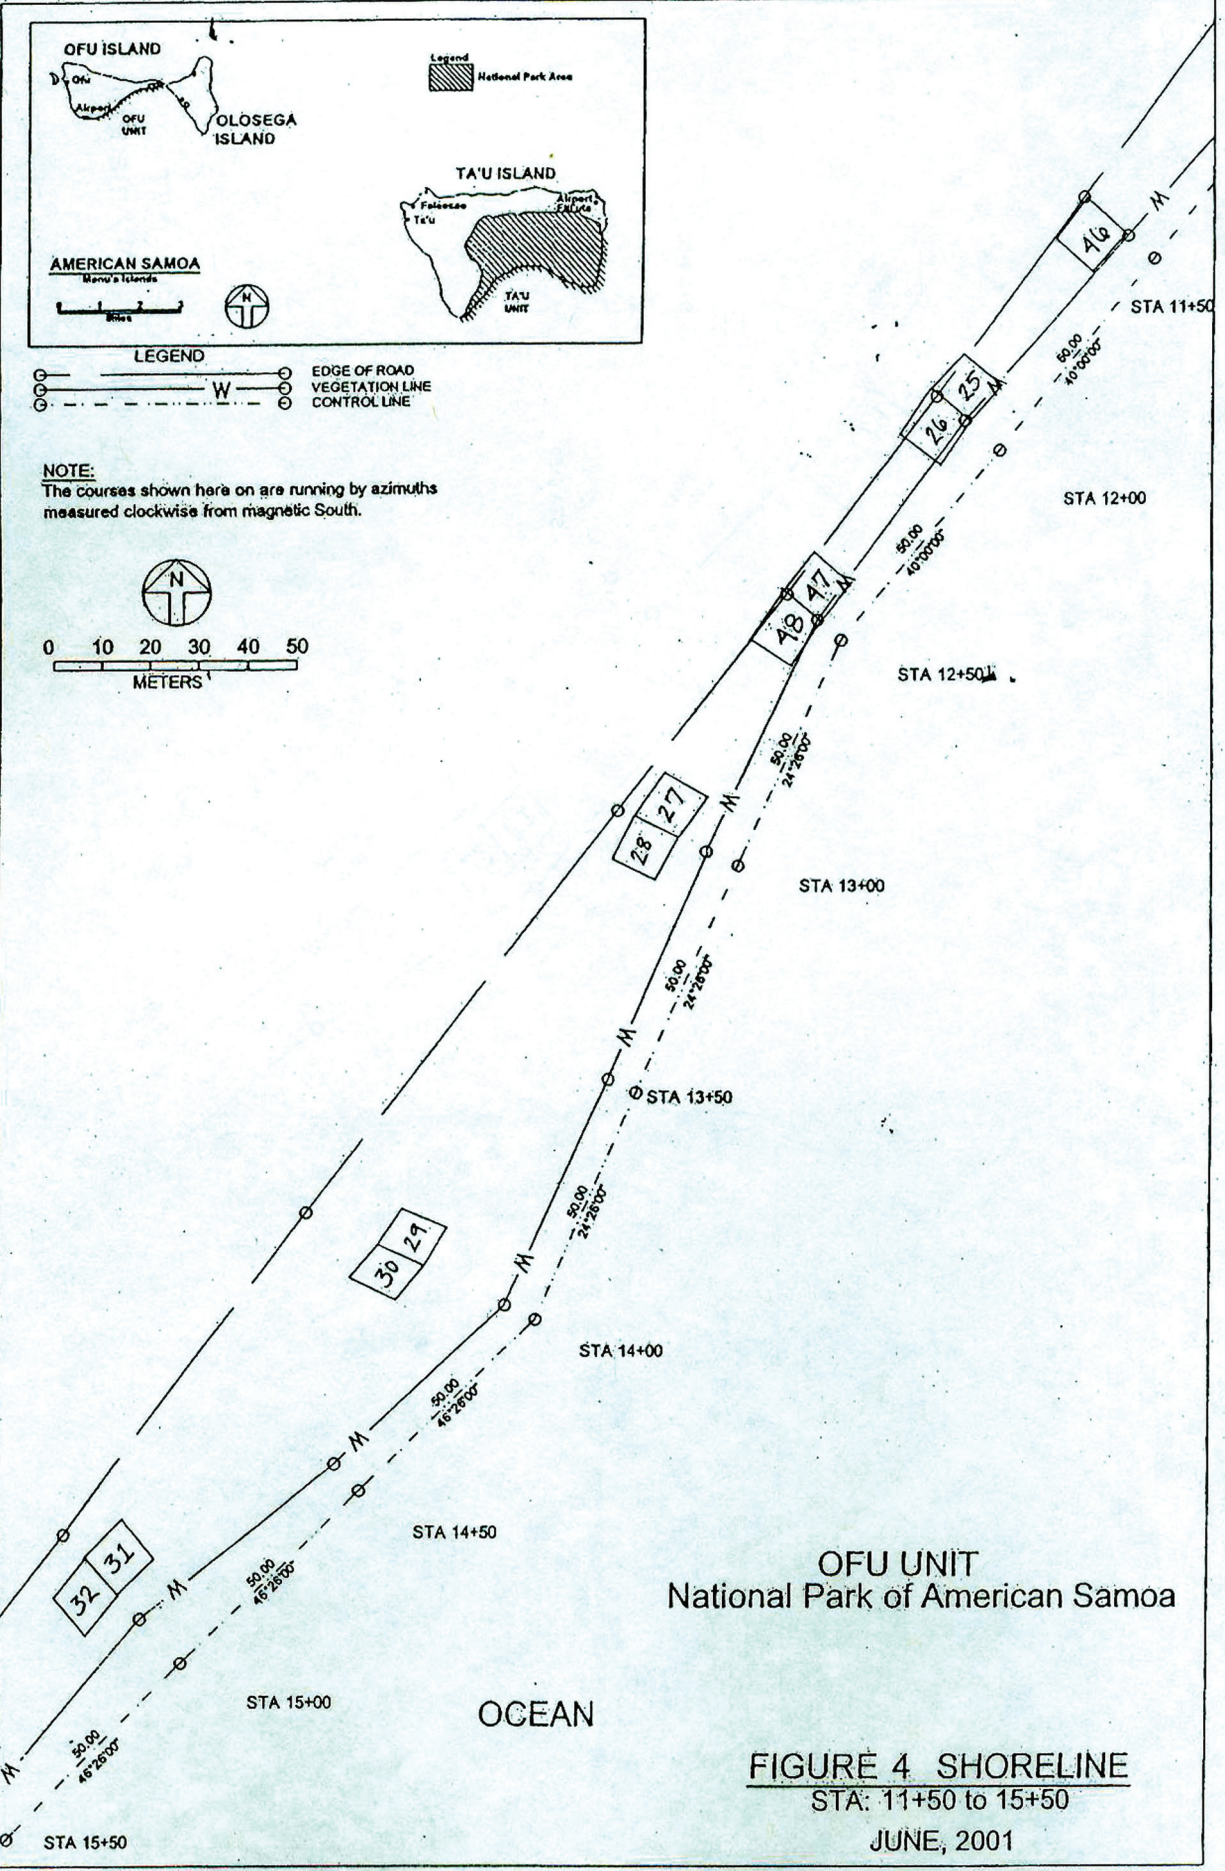 OFU ISLAND
Ofu
Airport
OFU
UNIT
OLOSEGA
ISLAND
Legend
National Park Area
TA'U ISLAND
Faleasao
Ta'u
Airport
Fitiuta
TA'U
UNIT
AMERICAN SAMOA
Manu'a Islands
0 1 2 3
Miles
N
LEGEND
EDGE OF ROAD
W VEGETATION LINE
CONTROL LINE
NOTE:
The courses shown here on are running by azimuths
measured clockwise from magnetic South.
N
0 10 20 30 40 50
METERS
46
W
STA 11+50
50.00
40°00'00"
25
26
W
STA 12+00
50.00
40°00'00"
47
48
W
STA 12+50
50.00
24°26'00"
27
28
W
STA 13+00
50.00
24°26'00"
W
STA 13+50
50.00
24°26'00"
29
30
W
STA 14+00
50.00
46°26'00"
W
STA 14+50
31
32
W
50.00
46°26'00"
STA 15+00
50.00
46°26'00"
W
STA 15+50
OCEAN
OFU UNIT
National Park of American Samoa
FIGURE 4 SHORELINE
STA: 11+50 to 15+50
JUNE, 2001